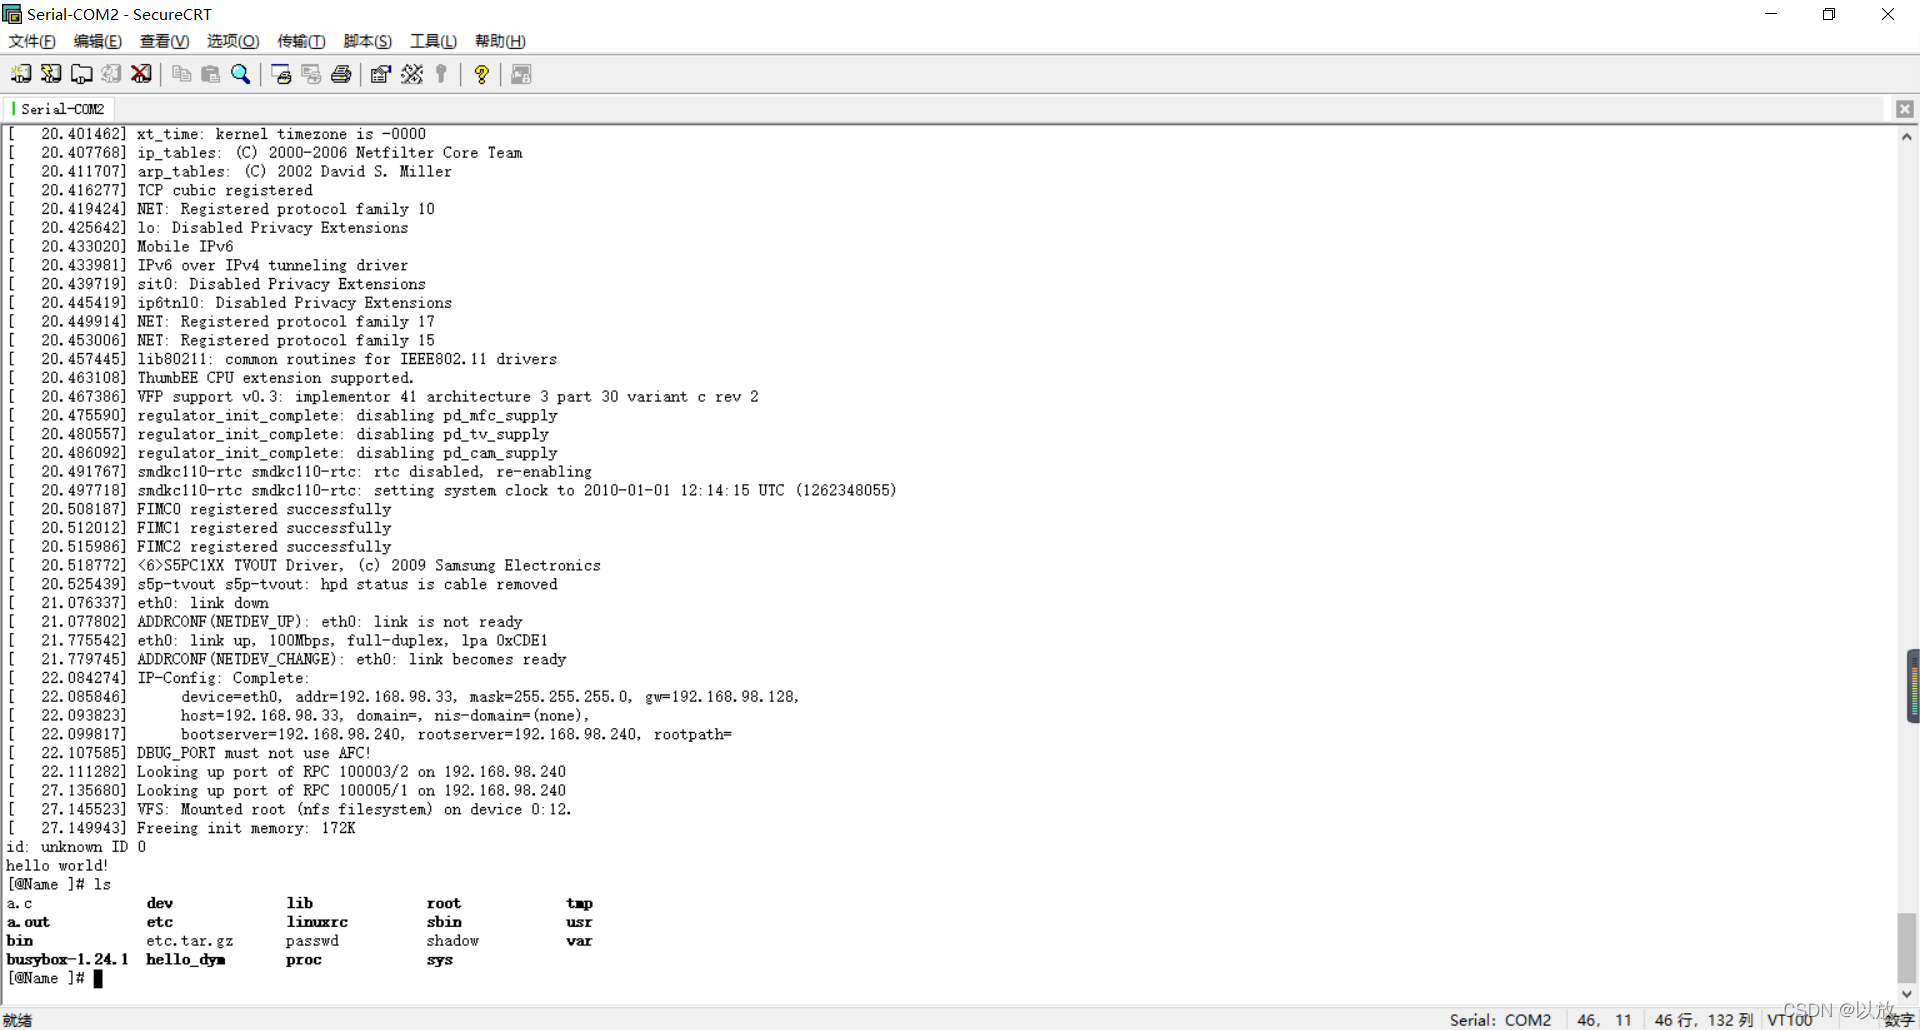 Serial-COM2 - SecureCRT
文件(F) 编辑(E) 查看(V) 选项(O) 传输(T) 脚本(S) 工具(L) 帮助(H)
Serial-COM2
[   20.401462] xt_time: kernel timezone is -0000
[   20.407768] ip_tables: (C) 2000-2006 Netfilter Core Team
[   20.411707] arp_tables: (C) 2002 David S. Miller
[   20.416277] TCP cubic registered
[   20.419424] NET: Registered protocol family 10
[   20.425642] lo: Disabled Privacy Extensions
[   20.433020] Mobile IPv6
[   20.433981] IPv6 over IPv4 tunneling driver
[   20.439719] sit0: Disabled Privacy Extensions
[   20.445419] ip6tnl0: Disabled Privacy Extensions
[   20.449914] NET: Registered protocol family 17
[   20.453006] NET: Registered protocol family 15
[   20.457445] lib80211: common routines for IEEE802.11 drivers
[   20.463108] ThumbEE CPU extension supported.
[   20.467386] VFP support v0.3: implementor 41 architecture 3 part 30 variant c rev 2
[   20.475590] regulator_init_complete: disabling pd_mfc_supply
[   20.480557] regulator_init_complete: disabling pd_tv_supply
[   20.486092] regulator_init_complete: disabling pd_cam_supply
[   20.491767] smdkc110-rtc smdkc110-rtc: rtc disabled, re-enabling
[   20.497718] smdkc110-rtc smdkc110-rtc: setting system clock to 2010-01-01 12:14:15 UTC (1262348055)
[   20.508187] FIMC0 registered successfully
[   20.512012] FIMC1 registered successfully
[   20.515986] FIMC2 registered successfully
[   20.518772] <6>S5PC1XX TVOUT Driver, (c) 2009 Samsung Electronics
[   20.525439] s5p-tvout s5p-tvout: hpd status is cable removed
[   21.076337] eth0: link down
[   21.077802] ADDRCONF(NETDEV_UP): eth0: link is not ready
[   21.775542] eth0: link up, 100Mbps, full-duplex, lpa 0xCDE1
[   21.779745] ADDRCONF(NETDEV_CHANGE): eth0: link becomes ready
[   22.084274] IP-Config: Complete:
[   22.085846]      device=eth0, addr=192.168.98.33, mask=255.255.255.0, gw=192.168.98.128,
[   22.093823]      host=192.168.98.33, domain=, nis-domain=(none),
[   22.099817]      bootserver=192.168.98.240, rootserver=192.168.98.240, rootpath=
[   22.107585] DBUG_PORT must not use AFC!
[   22.111282] Looking up port of RPC 100003/2 on 192.168.98.240
[   27.135680] Looking up port of RPC 100005/1 on 192.168.98.240
[   27.145523] VFS: Mounted root (nfs filesystem) on device 0:12.
[   27.149943] Freeing init memory: 172K
id: unknown ID 0
hello world!
[@Name ]# ls
a.c dev lib root tmp
a.out etc linuxrc sbin usr
bin etc.tar.gz passwd shadow var
busybox-1.24.1 hello_dym proc sys
[@Name ]#
CSDN @以放
就绪 Serial: COM2 46, 11 46 行, 132 列 VT100 数字